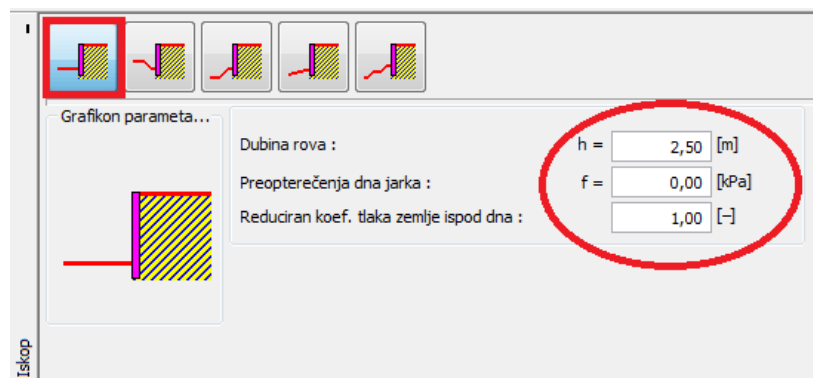 Grafikon parameta...
Dubina rova : h = 2,50 [m]
Preopterečenja dna jarka : f = 0,00 [kPa]
Reduciran koef. tlaka zemlje ispod dna : 1,00 [-]
Iskop